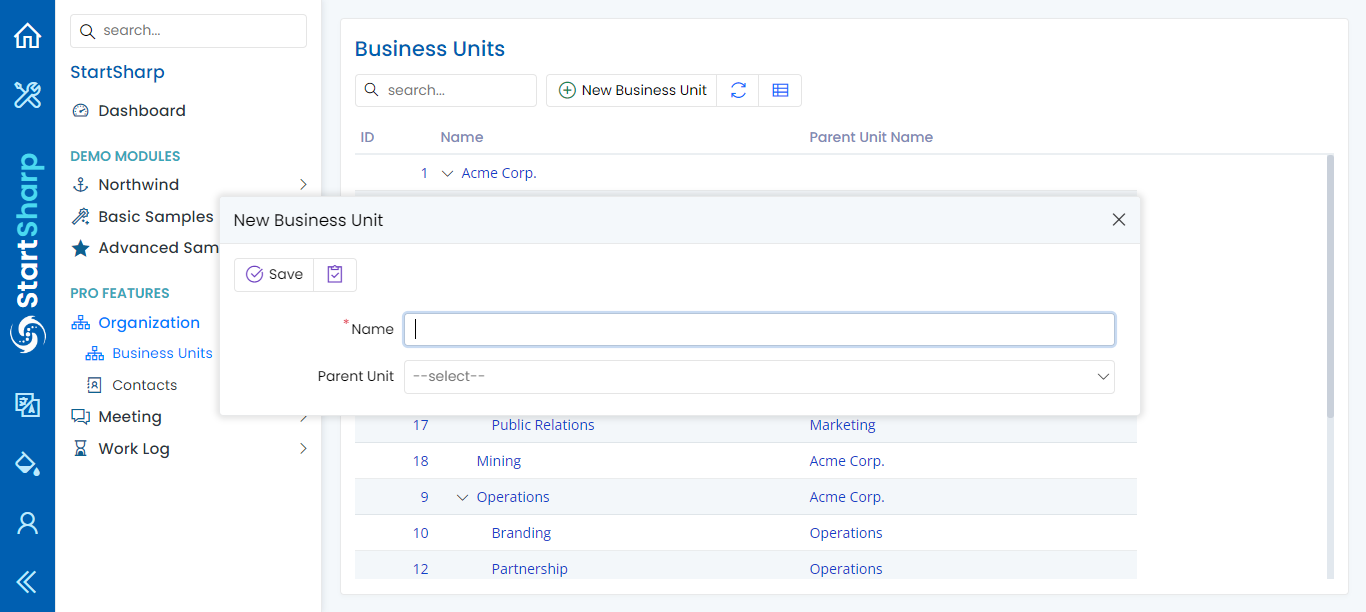 StartSharp
search...
StartSharp
Dashboard
DEMO MODULES
Northwind
Basic Samples
Advanced Sam
PRO FEATURES
Organization
Business Units
Contacts
Meeting
Work Log
Business Units
search...
New Business Unit
ID Name Parent Unit Name
1 Acme Corp.
New Business Unit
Save
*Name
Parent Unit --select--
17 Public Relations Marketing
18 Mining Acme Corp.
9 Operations Acme Corp.
10 Branding Operations
12 Partnership Operations